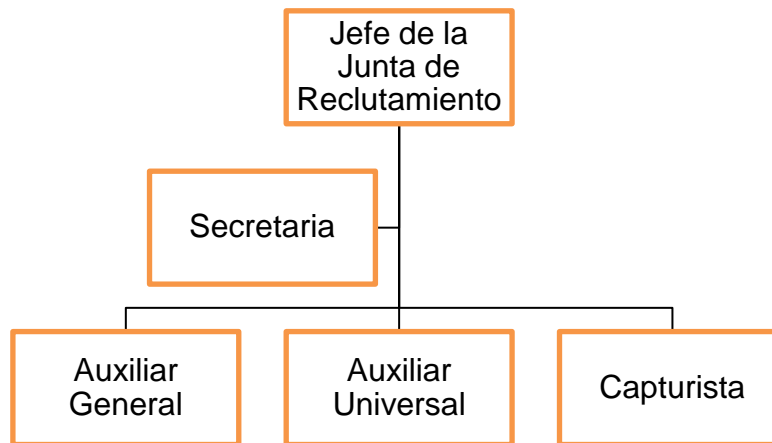 Jefe de la
Junta de
Reclutamiento
Secretaria
Auxiliar
General
Auxiliar
Universal
Capturista